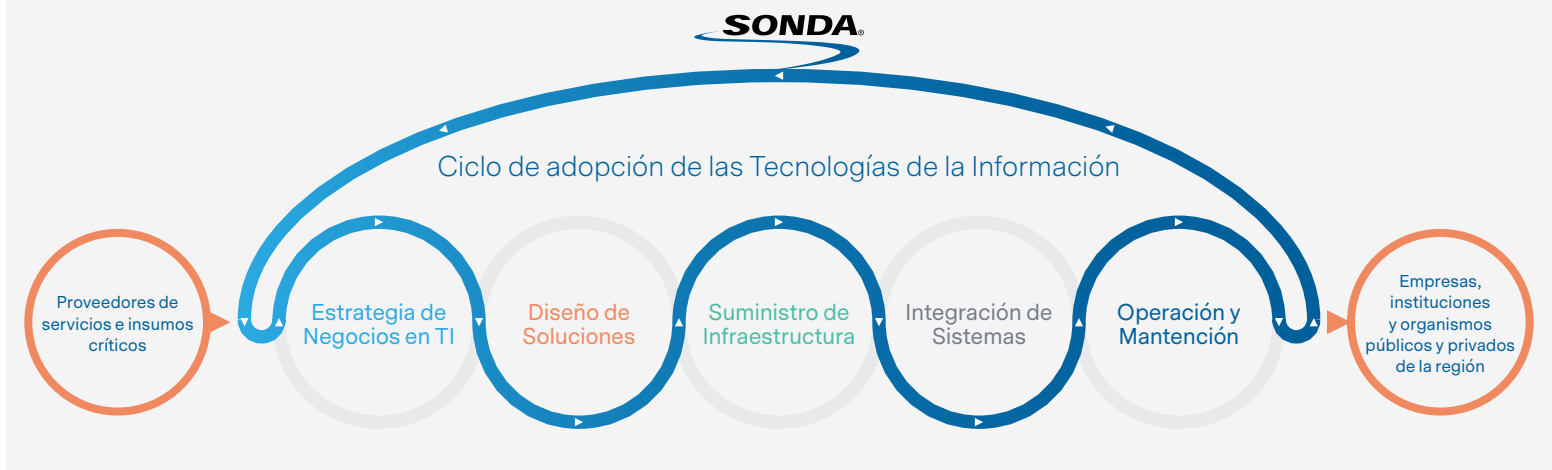 SONDA®
Ciclo de adopción de las Tecnologías de la Información
Proveedores de
servicios e insumos
críticos
Estrategia de
Negocios en TI
Diseño de
Soluciones
Suministro de
Infraestructura
Integración de
Sistemas
Operación y
Mantención
Empresas,
instituciones
y organismos
públicos y privados
de la región